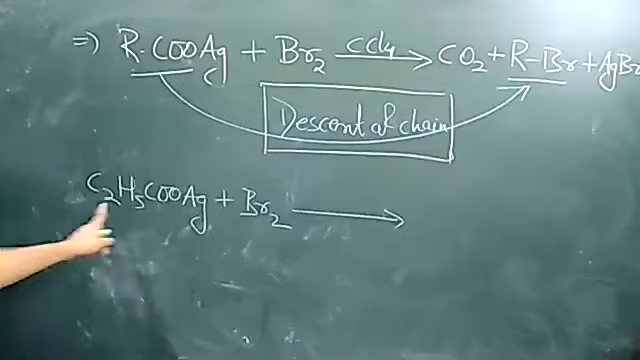 ⇒ R-COOAg + Br₂ —CCl₄→ CO₂ + R-Br + AgBr
Descent of chain
C₂H₅COOAg + Br₂ →